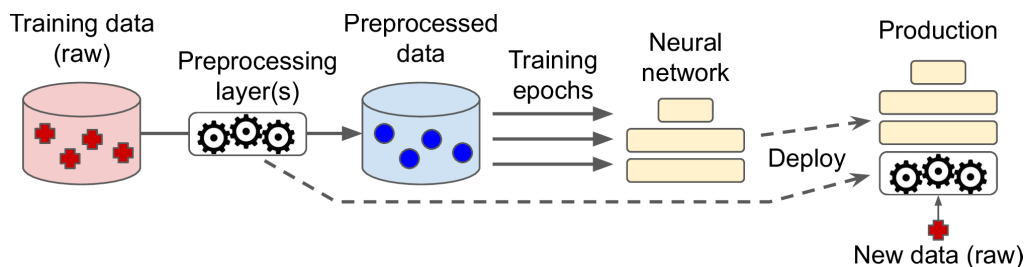 Training data
(raw)
Preprocessing
layer(s)
Preprocessed
data
Training
epochs
Neural
network
Deploy
Production
New data (raw)